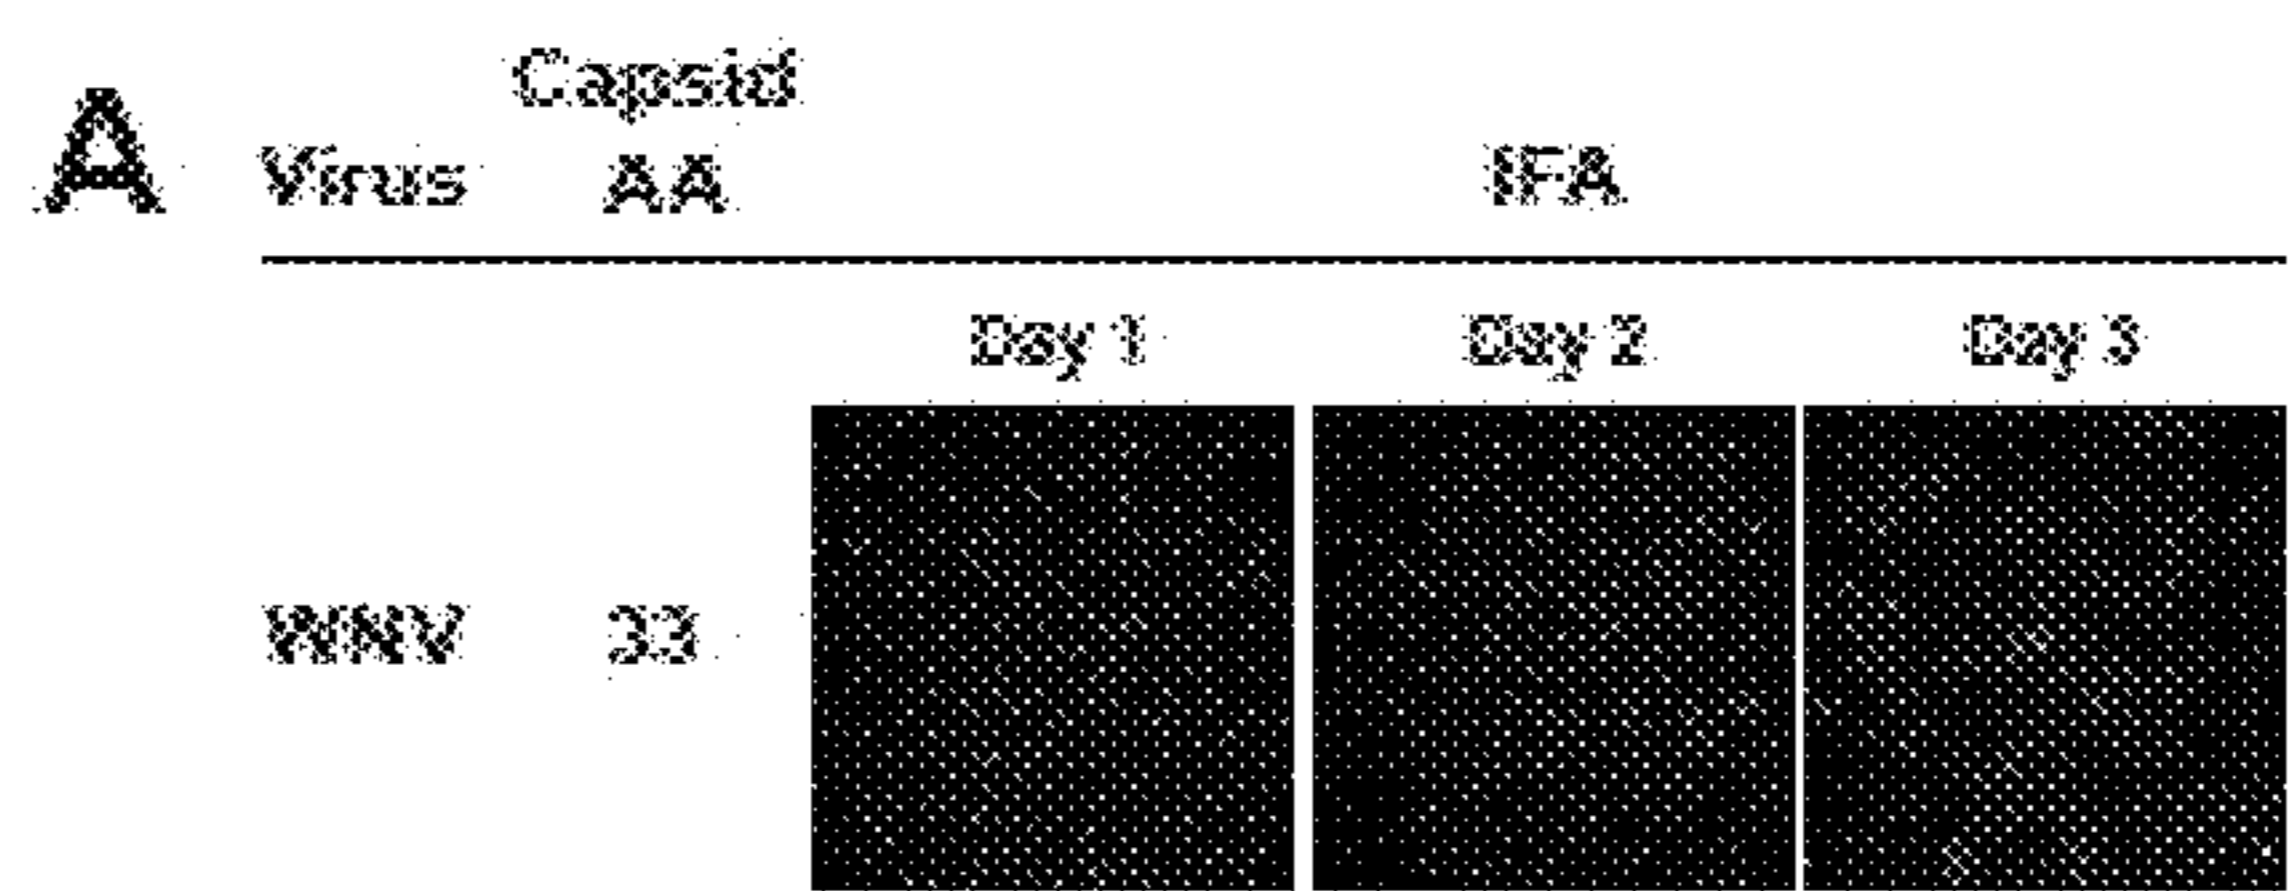 A
Capsid
Virus AA IFA
Day 1 Day 2 Day 3
WNV 33